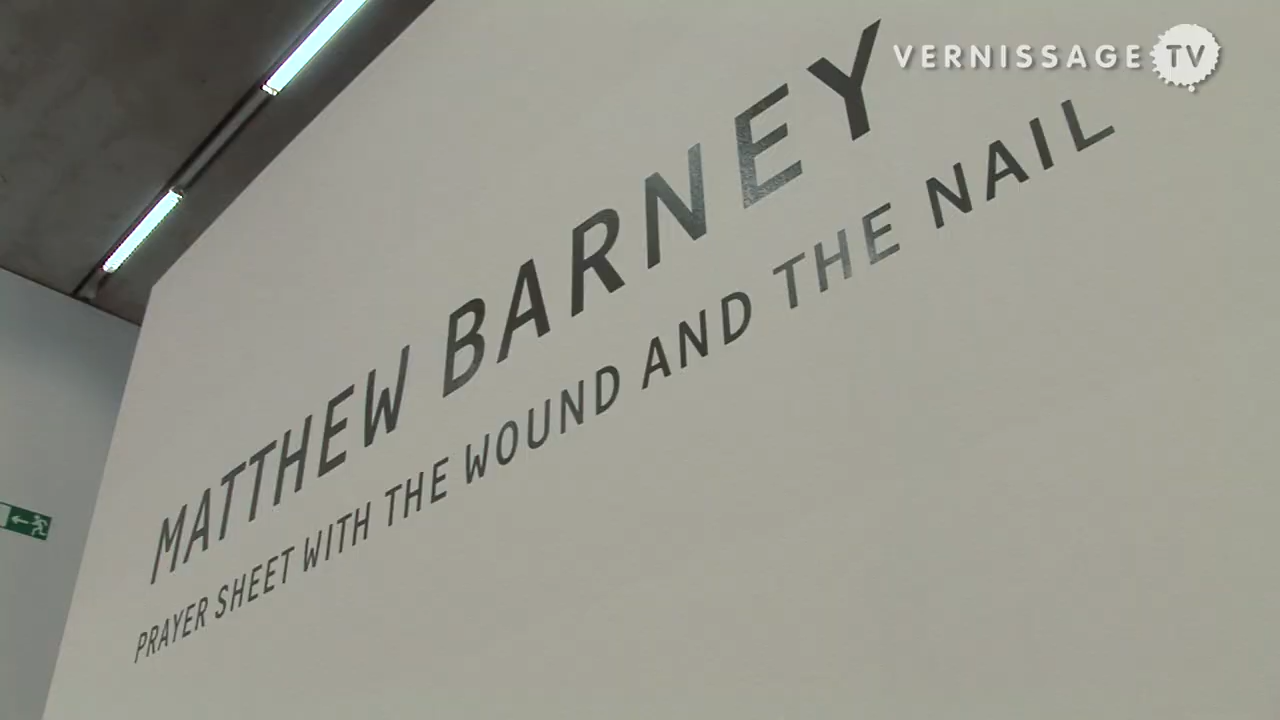 VERNISSAGE TV
MATTHEW BARNEY
PRAYER SHEET WITH THE WOUND AND THE NAIL